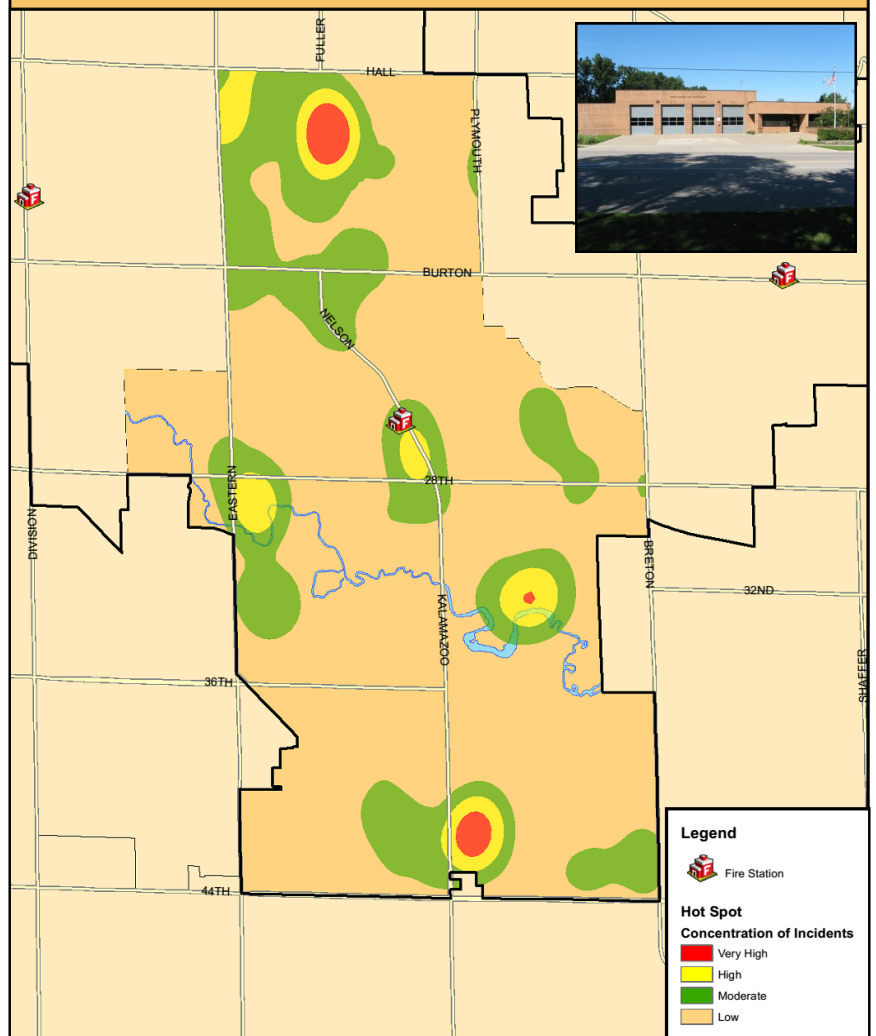 FULLER
HALL
PLYMOUTH
BURTON
NELSON
28TH
EASTERN
DIVISION
BRETON
32ND
KALAMAZOO
SHAFFER
36TH
44TH
Legend
Fire Station
Hot Spot
Concentration of Incidents
Very High
High
Moderate
Low